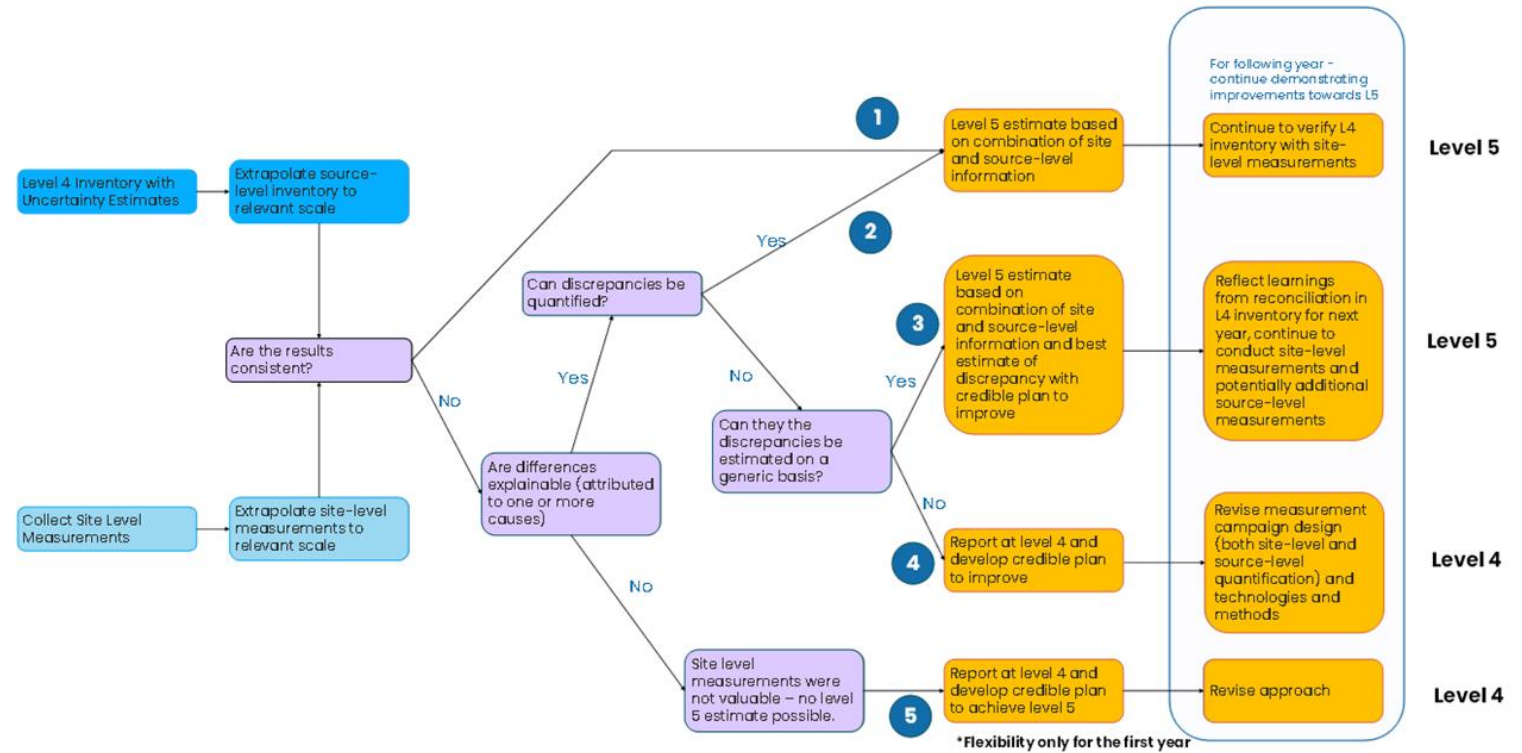 For following year -
continue demonstrating
improvements towards L5
1
Level 5 estimate based
on combination of site
and source-level
information
Continue to verify L4
inventory with site-
level measurements
Level 5
Level 4 Inventory with
Uncertainty Estimates
Extrapolate source-
level inventory to
relevant scale
2
Yes
Can discrepancies be
quantified?
Level 5 estimate
based on
combination of site
and source-level
information and best
estimate of
discrepancy with
credible plan to
improve
Reflect learnings
from reconciliation in
L4 inventory for next
year, continue to
conduct site-level
measurements and
potentially additional
source-level
measurements
Level 5
3
Are the results
consistent?
Yes
No
Yes
No
Can they the
discrepancies be
estimated on a
generic basis?
Are differences
explainable (attributed
to one or more
causes)
No
Collect Site Level
Measurements
Extrapolate site-level
measurements to
relevant scale
4
Report at level 4 and
develop credible plan
to improve
Revise measurement
campaign design
(both site-level and
source-level
quantification) and
technologies and
methods
Level 4
No
Site level
measurements were
not valuable – no level
5 estimate possible.
5
Report at level 4 and
develop credible plan
to achieve level 5
Revise approach
Level 4
*Flexibility only for the first year